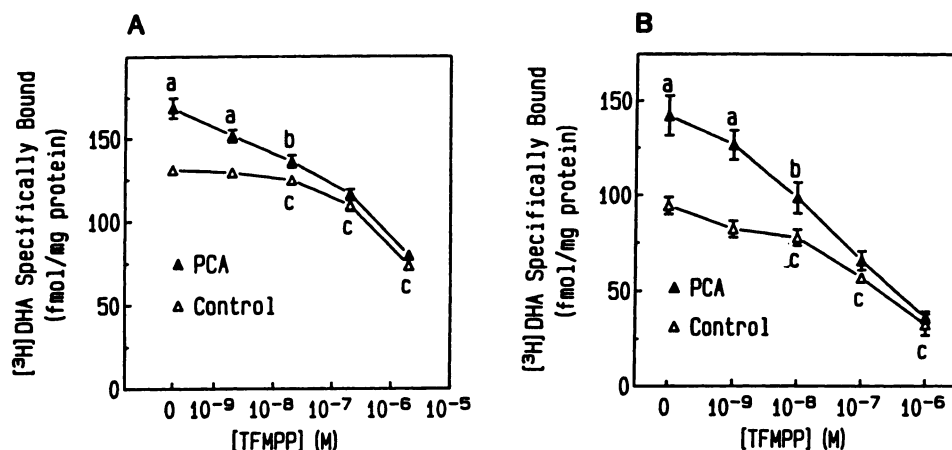 A
[³H]DHA Specifically Bound
(fmol/mg protein)
150
100
50
0
a
a
b
c
c
c
▲ PCA
△ Control
0 10⁻⁹ 10⁻⁸ 10⁻⁷ 10⁻⁶ 10⁻⁵
[TFMPP] (M)
B
[³H]DHA Specifically Bound
(fmol/mg protein)
150
100
50
0
a
a
b
c
c
c
▲ PCA
△ Control
0 10⁻⁹ 10⁻⁸ 10⁻⁷ 10⁻⁶
[TFMPP] (M)